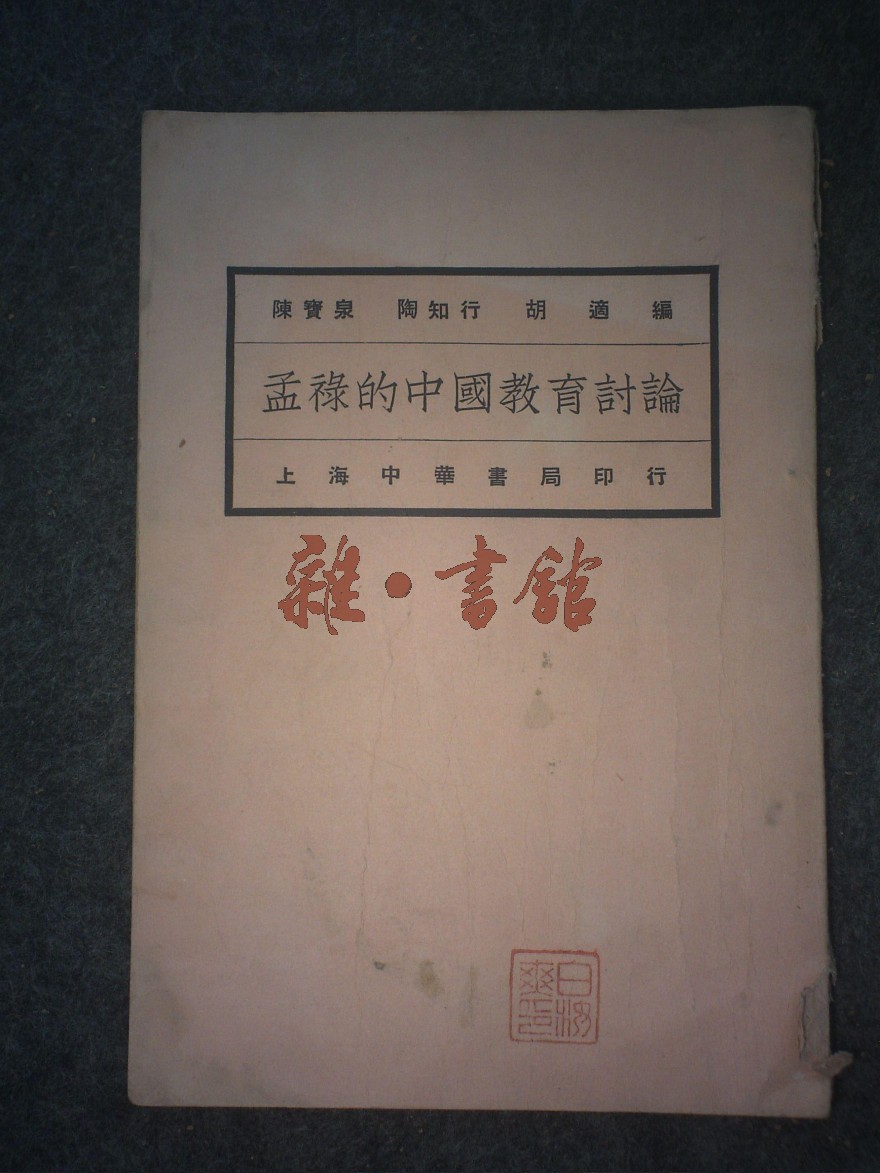 陳寶泉 陶知行 胡適 編
孟祿的中國教育討論
上海中華書局印行
雜·書館